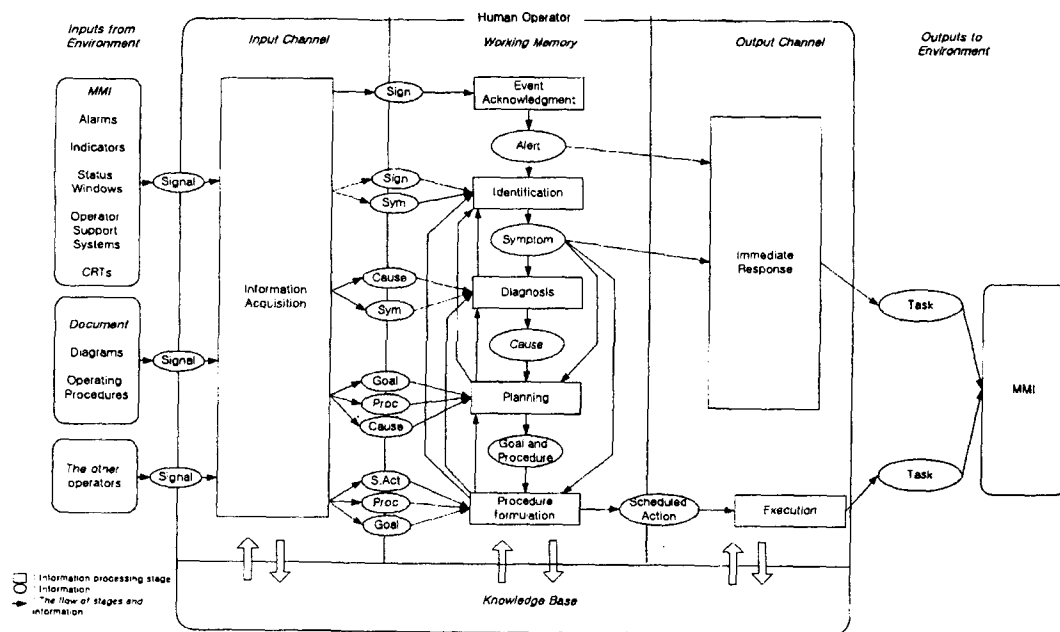 Human Operator
Inputs from
Environment
Input Channel
Working Memory
Output Channel
Outputs to
Environment
MMI
Alarms
Indicators
Status
Windows
Operator
Support
Systems
CRTs
Document
Diagrams
Operating
Procedures
The other
operators
Signal
Signal
Signal
Information
Acquisition
Sign
Sign
Sym
Cause
Sym
Goal
Proc
Cause
S.Act
Proc
Goal
Event
Acknowledgment
Alert
Identification
Symptom
Diagnosis
Cause
Planning
Goal and
Procedure
Procedure
formulation
Scheduled
Action
Immediate
Response
Execution
Task
Task
MMI
Knowledge Base
: Information processing stage
: Information
: The flow of stages and
information